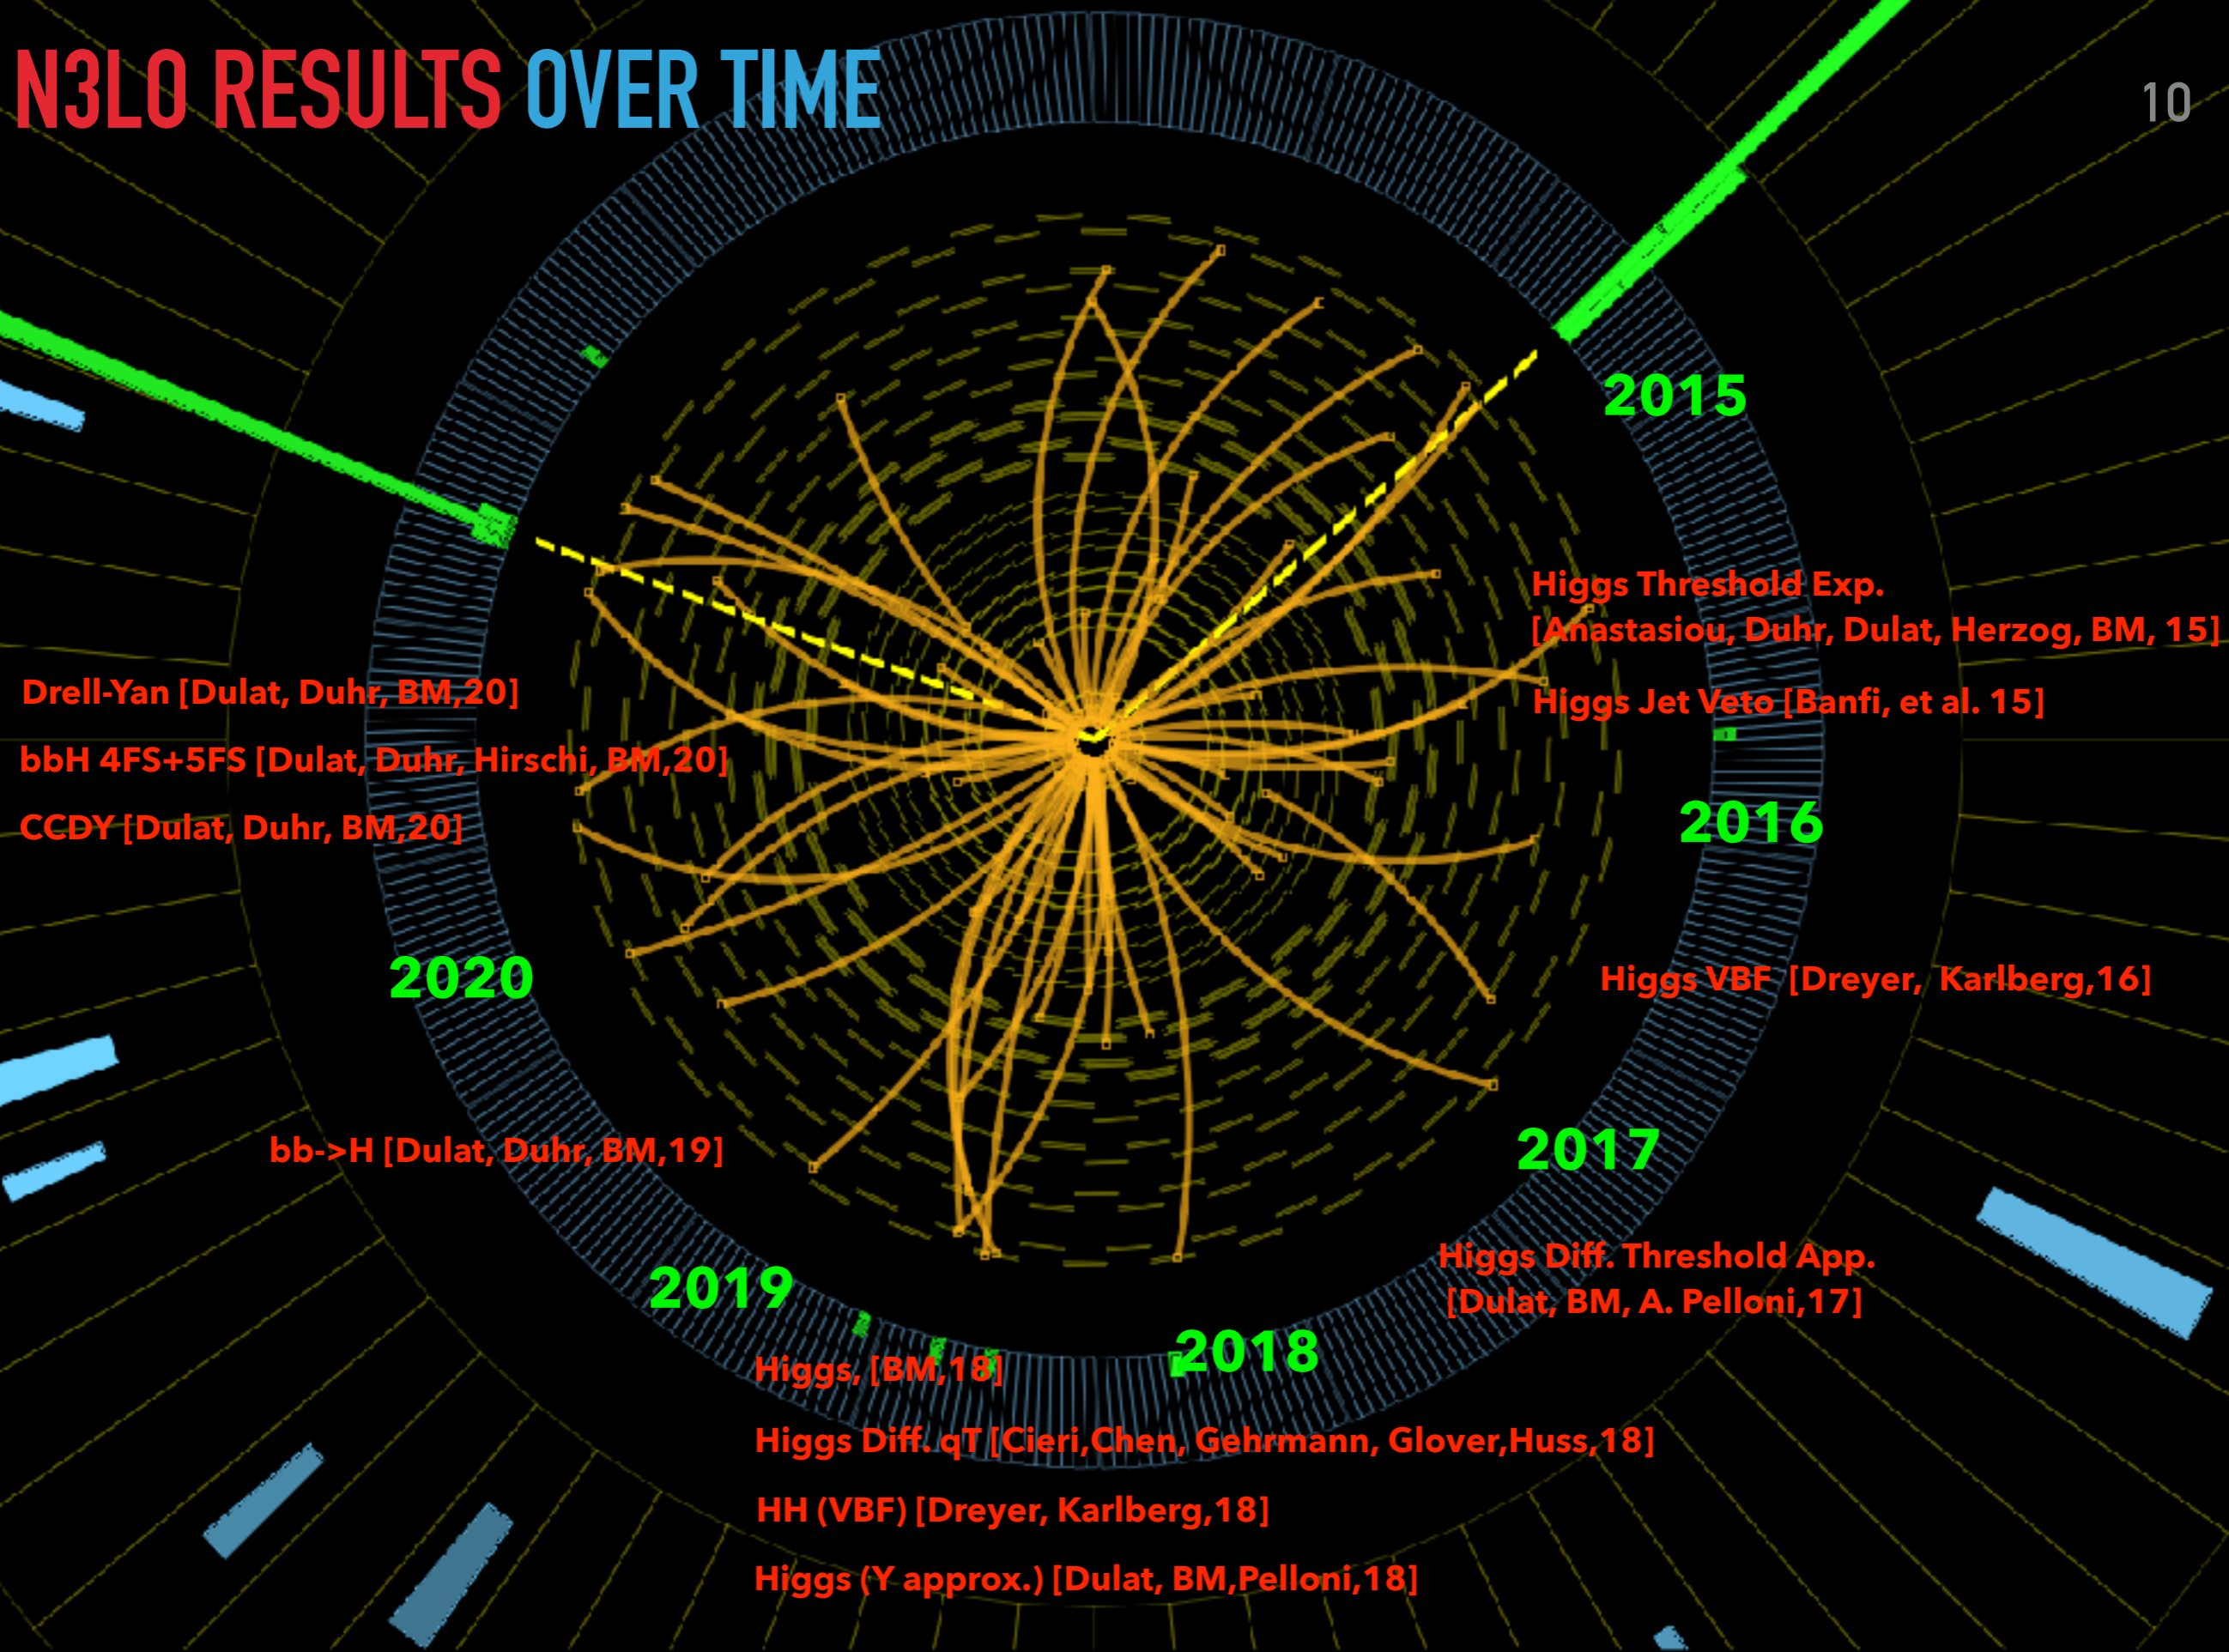 N3LO RESULTS OVER TIME
10
2015
Higgs Threshold Exp.
[Anastasiou, Duhr, Dulat, Herzog, BM, 15]
Higgs Jet Veto [Banfi, et al. 15]
2016
Higgs VBF [Dreyer, Karlberg,16]
2017
Higgs Diff. Threshold App.
[Dulat, BM, A. Pelloni,17]
2018
Higgs, [BM,18]
Higgs Diff. qT [Cieri,Chen, Gehrmann, Glover,Huss,18]
HH (VBF) [Dreyer, Karlberg,18]
Higgs (Y approx.) [Dulat, BM,Pelloni,18]
2019
bb->H [Dulat, Duhr, BM,19]
2020
Drell-Yan [Dulat, Duhr, BM,20]
bbH 4FS+5FS [Dulat, Duhr, Hirschi, BM,20]
CCDY [Dulat, Duhr, BM,20]